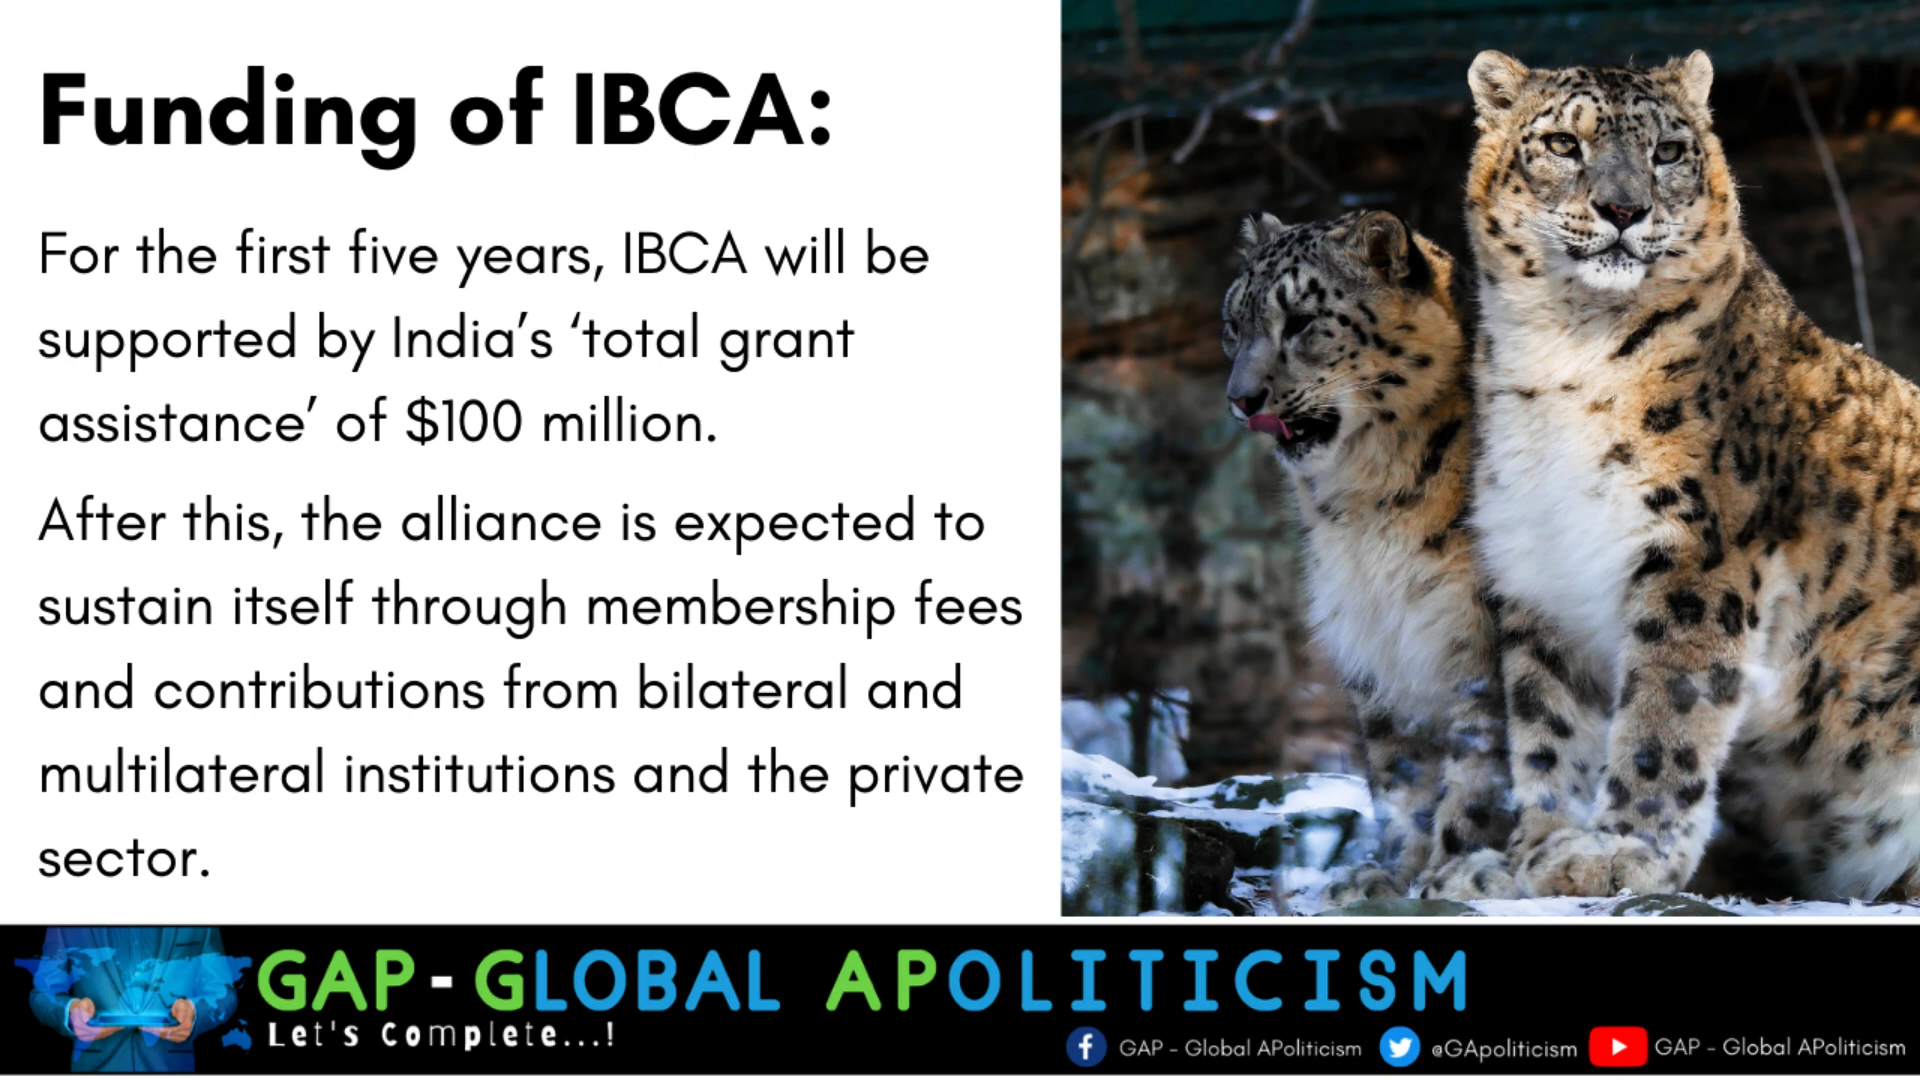 Funding of IBCA:
For the first five years, IBCA will be
supported by India’s ‘total grant
assistance’ of $100 million.
After this, the alliance is expected to
sustain itself through membership fees
and contributions from bilateral and
multilateral institutions and the private
sector.
GAP-GLOBAL APOLITICISM
Let's Complete...!
GAP - Global APoliticism @GApoliticism GAP - Global APoliticism